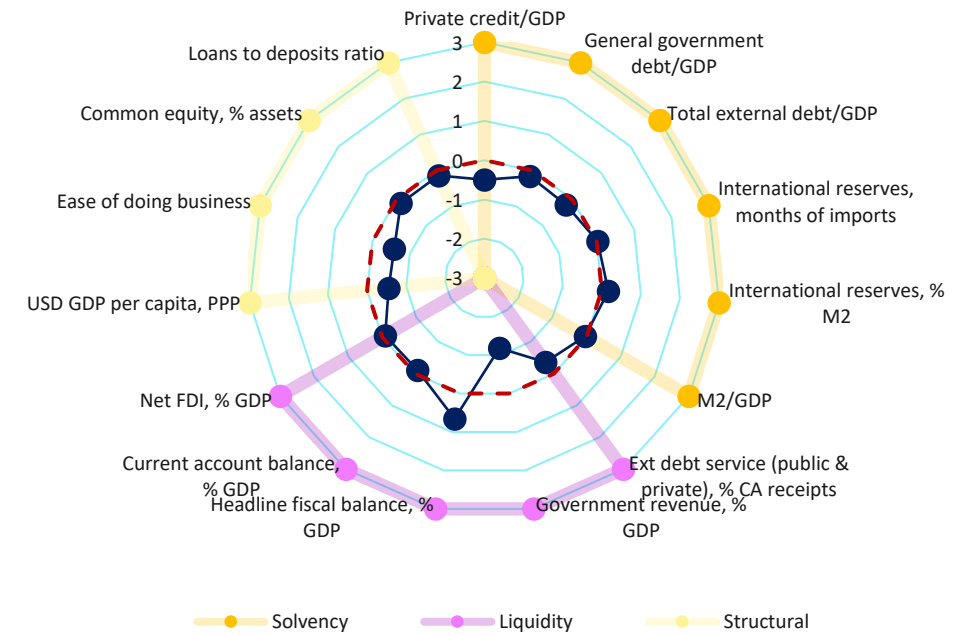 Private credit/GDP
General government
debt/GDP
Total external debt/GDP
International reserves,
months of imports
International reserves, %
M2
M2/GDP
Ext debt service (public &
private), % CA receipts
Government revenue, %
GDP
Headline fiscal balance, %
GDP
Current account balance,
% GDP
Net FDI, % GDP
USD GDP per capita, PPP
Ease of doing business
Common equity, % assets
Loans to deposits ratio
3
2
1
0
-1
-2
-3
Solvency
Liquidity
Structural